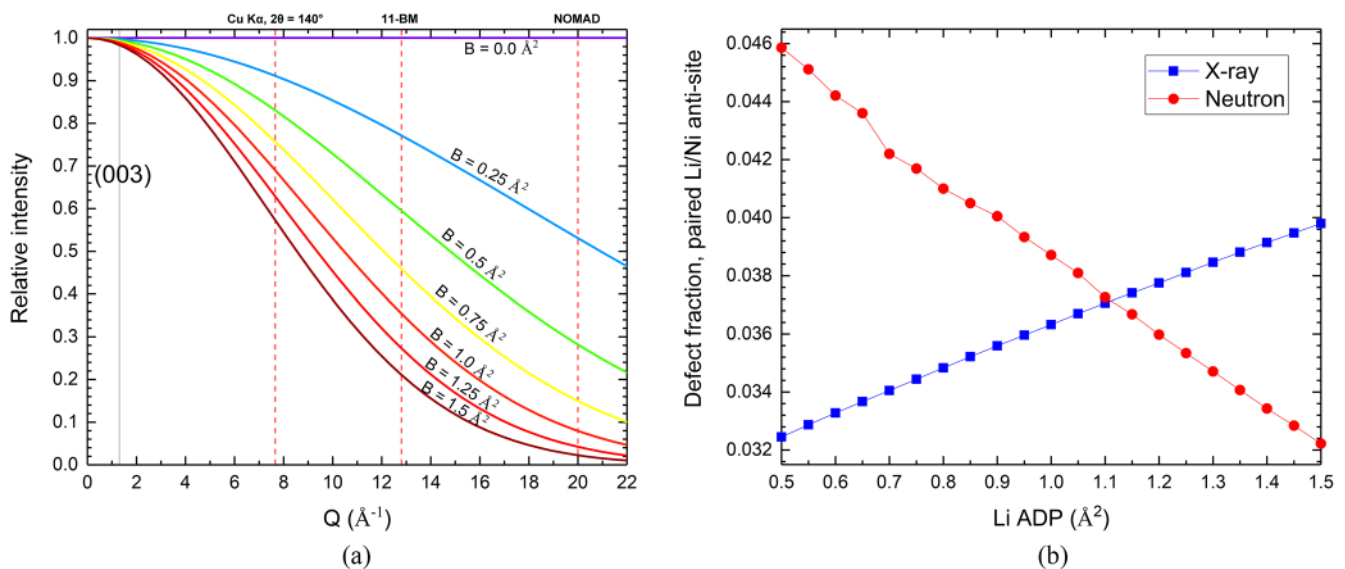 Cu Kα, 2θ = 140° 11-BM NOMAD
1.0
0.9
0.8
0.7
0.6
0.5
0.4
0.3
0.2
0.1
0.0
Relative intensity
(003)
B = 0.0 Å²
B = 0.25 Å²
B = 0.5 Å²
B = 0.75 Å²
B = 1.0 Å²
B = 1.25 Å²
B = 1.5 Å²
0 2 4 6 8 10 12 14 16 18 20 22
Q (Å⁻¹)
(a)
0.046
0.044
0.042
0.040
0.038
0.036
0.034
0.032
Defect fraction, paired Li/Ni anti-site
X-ray
Neutron
0.5 0.6 0.7 0.8 0.9 1.0 1.1 1.2 1.3 1.4 1.5
Li ADP (Å²)
(b)